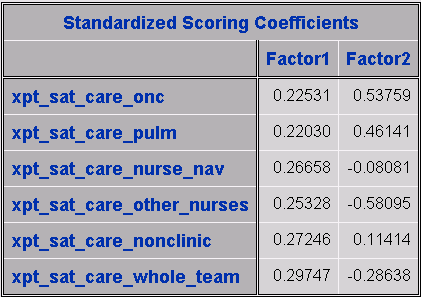 Standardized Scoring Coefficients
Factor1 Factor2
xpt_sat_care_onc 0.22531 0.53759
xpt_sat_care_pulm 0.22030 0.46141
xpt_sat_care_nurse_nav 0.26658 -0.08081
xpt_sat_care_other_nurses 0.25328 -0.58095
xpt_sat_care_nonclinic 0.27246 0.11414
xpt_sat_care_whole_team 0.29747 -0.28638